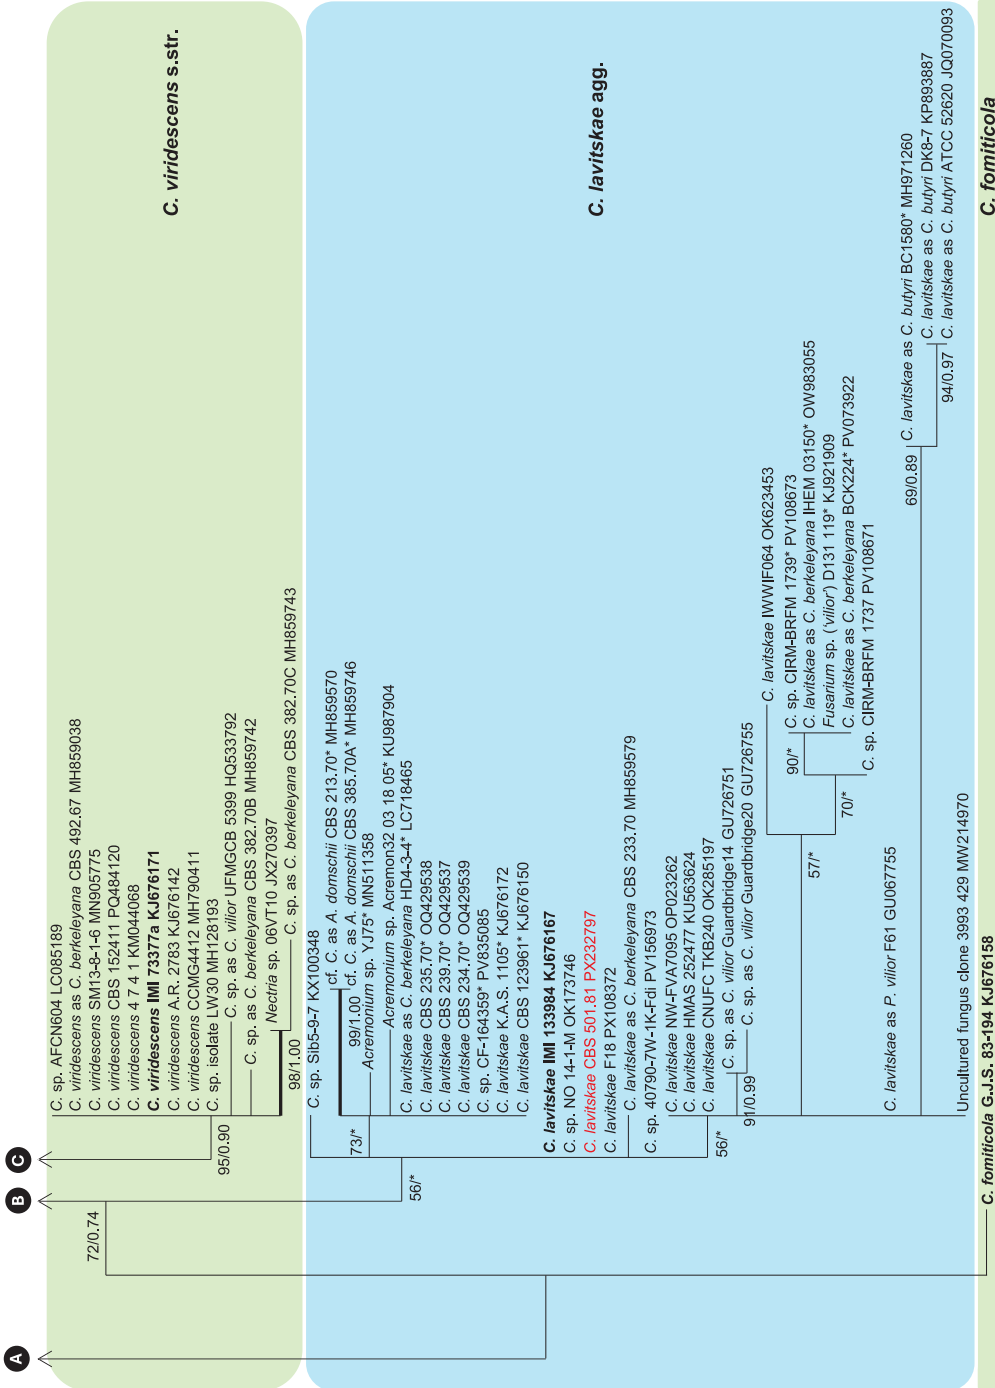 A
B
C
72/0.74
C. sp. AFCN604 LC085189
C. viridescens as C. berkeleyana CBS 492.67 MH859038
C. viridescens SM13-8-1-6 MN905775
C. viridescens CBS 152411 PQ484120
C. viridescens 4 7 4 1 KM044068
C. viridescens IMI 73377a KJ676171
C. viridescens A.R. 2783 KJ676142
C. viridescens CCMG4412 MH790411
C. sp. isolate LW30 MH128193
95/0.90
C. sp. as C. vilior UFMGCB 5399 HQ533792
C. sp. as C. berkeleyana CBS 382.70B MH859742
Nectria sp. 06VT10 JX270397
C. sp. as C. berkeleyana CBS 382.70C MH859743
98/1.00
C. viridescens s.str.
C. sp. Sib5-9-7 KX100348
cf. C. as A. domschii CBS 213.70* MH859570
cf. C. as A. domschii CBS 385.70A* MH859746
99/1.00
73/*
Acremonium sp. YJ75* MN511358
Acremonium sp. Acremon32 03 18 05* KU987904
C. lavitskae as C. berkeleyana HD4-3-4* LC718465
56/*
C. lavitskae CBS 235.70* OQ429538
C. lavitskae CBS 239.70* OQ429537
C. lavitskae CBS 234.70* OQ429539
C. sp. CF-164359* PV835085
C. lavitskae K.A.S. 1105* KJ676172
C. lavitskae CBS 123961* KJ676150
C. lavitskae IMI 133984 KJ676167
C. sp. NO 14-1-M OK173746
C. lavitskae CBS 501.81 PX232797
C. lavitskae F18 PX108372
C. lavitskae as C. berkeleyana CBS 233.70 MH859579
C. sp. 40790-7W-1K-Fdi PV156973
C. lavitskae NW-FVA7095 OP023262
C. lavitskae HMAS 252477 KU563624
C. lavitskae CNUFC TKB240 OK285197
56/*
C. sp. as C. vilior Guardbridge14 GU726751
C. sp. as C. vilior Guardbridge20 GU726755
91/0.99
C. lavitskae IWWIF064 OK623453
C. sp. CIRM-BRFM 1739* PV108673
90/*
C. lavitskae as C. berkeleyana IHEM 03150* OW983055
Fusarium sp. ('vilior') D131 119* KJ921909
C. lavitskae as C. berkeleyana BCK224* PV073922
C. sp. CIRM-BRFM 1737 PV108671
70/*
57/*
C. lavitskae as P. vilior F61 GU067755
C. lavitskae as C. butyri BC1580* MH971260
69/0.89
C. lavitskae as C. butyri DK8-7 KP893887
C. lavitskae as C. butyri ATCC 52620 JQ070093
94/0.97
Uncultured fungus clone 3993 429 MW214970
C. lavitskae agg.
C. fomiticola G.J.S. 83-194 KJ676158
C. fomiticola